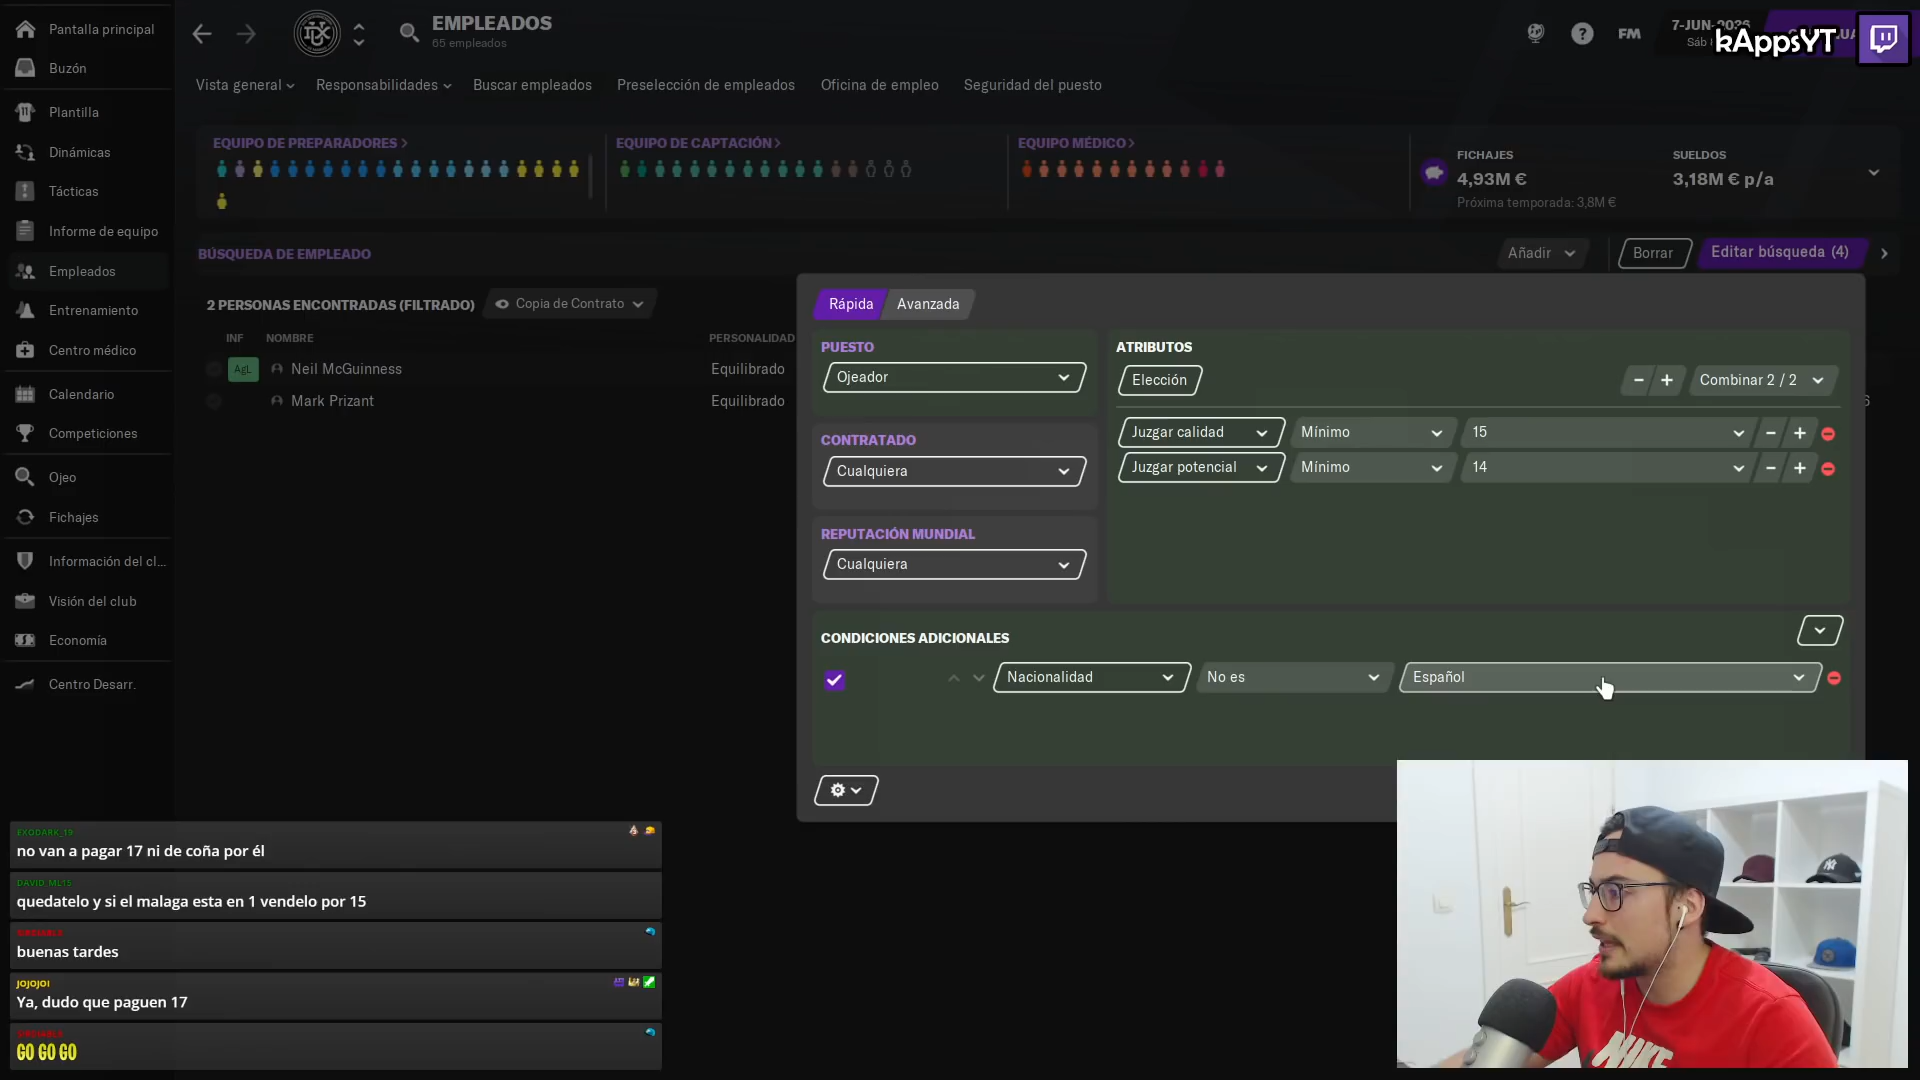 Pantalla principal
Buzón
Plantilla
Dinámicas
Tácticas
Informe de equipo
Empleados
Entrenamiento
Centro médico
Calendario
Competiciones
Ojeo
Fichajes
Información del cl...
Visión del club
Economía
Centro Desarr.
EMPLEADOS
65 empleados
FM
7-JUN-2026
Sáb
kAppsYT
Vista general
Responsabilidades
Buscar empleados
Preselección de empleados
Oficina de empleo
Seguridad del puesto
EQUIPO DE PREPARADORES >
EQUIPO DE CAPTACIÓN >
EQUIPO MÉDICO >
FICHAJES
4,93M €
Próxima temporada: 3,8M €
SUELDOS
3,18M € p/a
BÚSQUEDA DE EMPLEADO
Añadir
Borrar
Editar búsqueda (4)
2 PERSONAS ENCONTRADAS (FILTRADO)
Copia de Contrato
INF
NOMBRE
PERSONALIDAD
AgL
Neil McGuinness
Equilibrado
Mark Prizant
Equilibrado
Rápida
Avanzada
PUESTO
Ojeador
CONTRATADO
Cualquiera
REPUTACIÓN MUNDIAL
Cualquiera
ATRIBUTOS
Elección
Combinar 2 / 2
Juzgar calidad
Mínimo
15
Juzgar potencial
Mínimo
14
CONDICIONES ADICIONALES
Nacionalidad
No es
Español
EXODARK_19
no van a pagar 17 ni de coña por él
DAVID_ML15
quedatelo y si el malaga esta en 1 vendelo por 15
buenas tardes
JOJOJOI
Ya, dudo que paguen 17
GO GO GO
NIKE